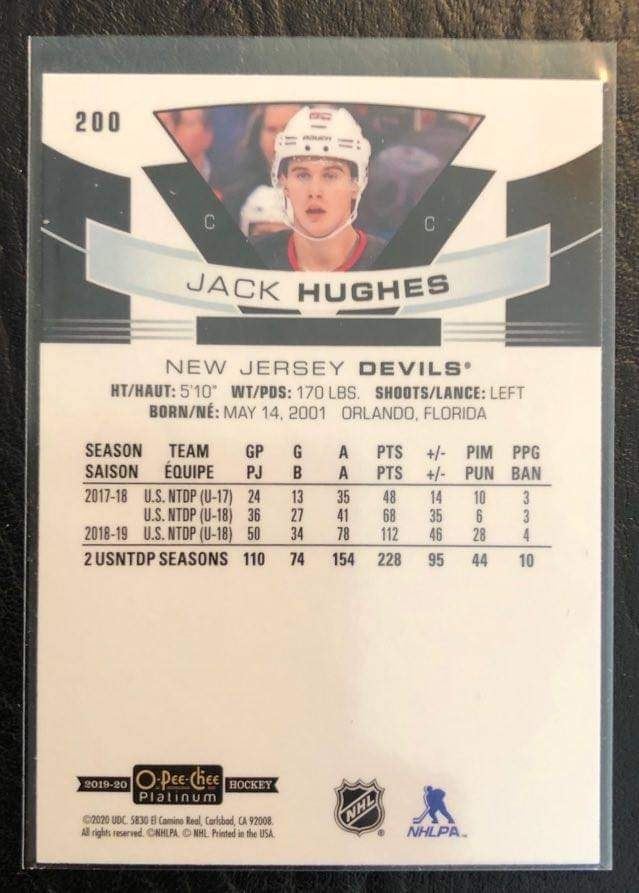 200
BAUER
C C
JACK HUGHES
NEW JERSEY DEVILS®
HT/HAUT: 5'10" WT/PDS: 170 LBS. SHOOTS/LANCE: LEFT
BORN/NÉ: MAY 14, 2001 ORLANDO, FLORIDA
SEASON TEAM GP G A PTS +/- PIM PPG
SAISON ÉQUIPE PJ B A PTS +/- PUN BAN
2017-18 U.S. NTDP (U-17) 24 13 35 48 14 10 3
U.S. NTDP (U-18) 36 27 41 68 35 6 3
2018-19 U.S. NTDP (U-18) 50 34 78 112 46 28 4
2 USNTDP SEASONS 110 74 154 228 95 44 10
2019-20 O-Pee-Chee Platinum HOCKEY
NHL ®
NHLPA™
©2020 UDC. 5830 El Camino Real, Carlsbad, CA 92008.
All rights reserved. ©NHLPA. © NHL. Printed in the USA.